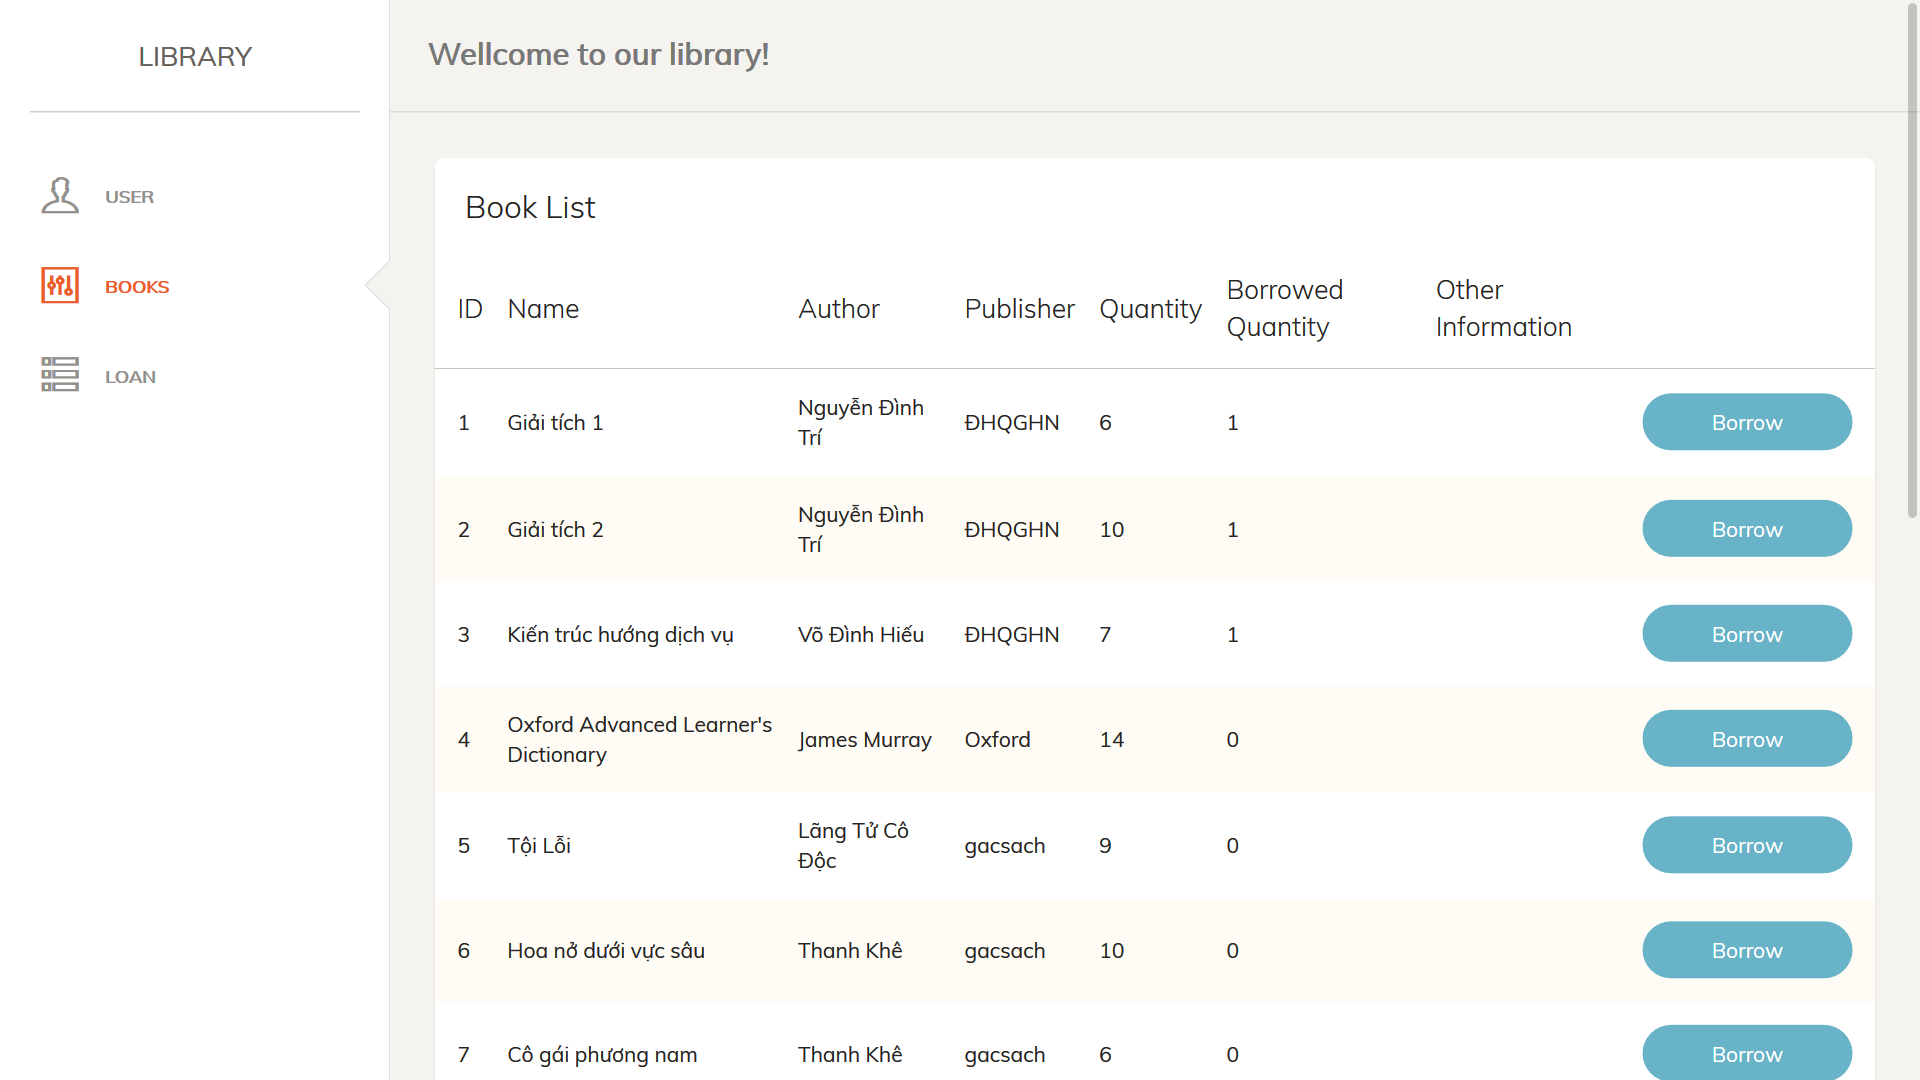 LIBRARY
Wellcome to our library!
USER
BOOKS
LOAN
Book List
ID Name Author Publisher Quantity Borrowed Quantity Other Information
1 Giải tích 1 Nguyễn Đình Trí ĐHQGHN 6 1 Borrow
2 Giải tích 2 Nguyễn Đình Trí ĐHQGHN 10 1 Borrow
3 Kiến trúc hướng dịch vụ Võ Đình Hiếu ĐHQGHN 7 1 Borrow
4 Oxford Advanced Learner's Dictionary James Murray Oxford 14 0 Borrow
5 Tội Lỗi Lãng Tử Cô Độc gacsach 9 0 Borrow
6 Hoa nở dưới vực sâu Thanh Khê gacsach 10 0 Borrow
7 Cô gái phương nam Thanh Khê gacsach 6 0 Borrow